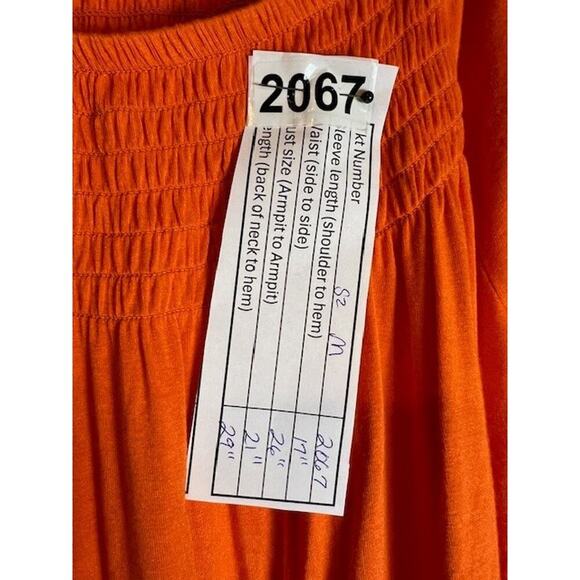 2067
kt Number sz M 2067
leeve length (shoulder to hem) 17"
aist (side to side) 26"
ust size (Armpit to Armpit) 21"
ength (back of neck to hem) 29"